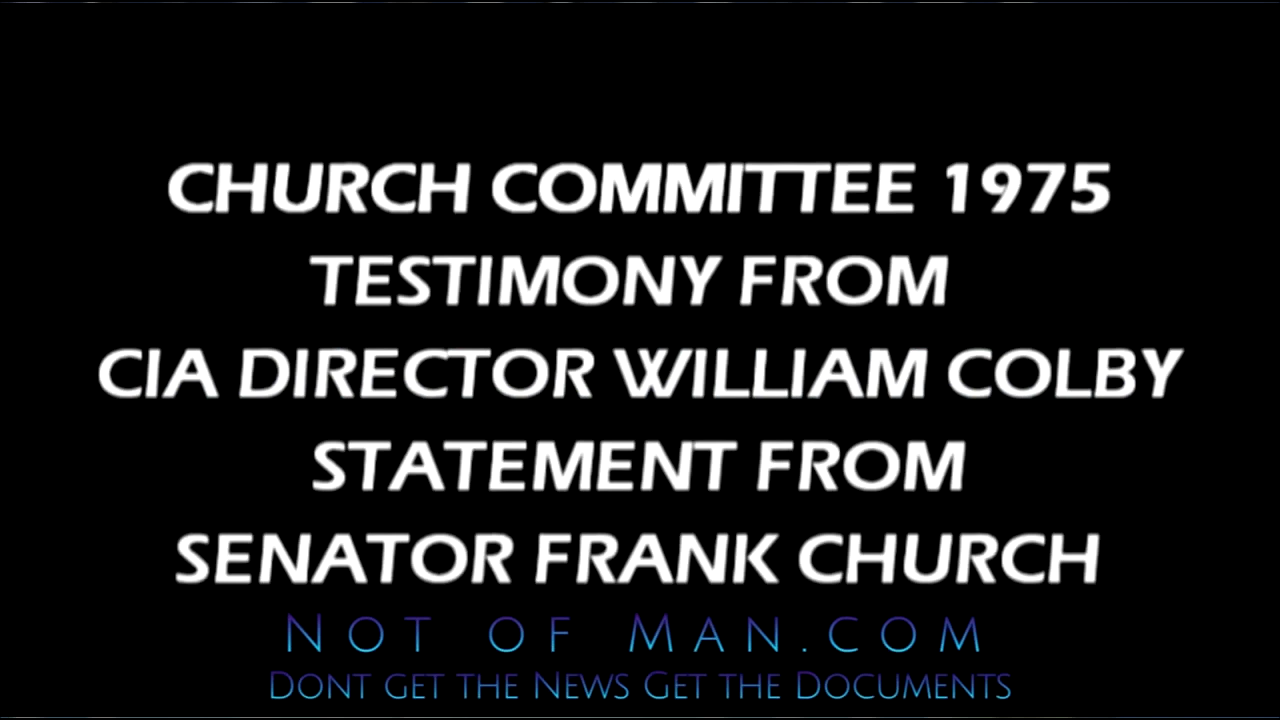 CHURCH COMMITTEE 1975
TESTIMONY FROM
CIA DIRECTOR WILLIAM COLBY
STATEMENT FROM
SENATOR FRANK CHURCH
NOT OF MAN.COM
DONT GET THE NEWS GET THE DOCUMENTS